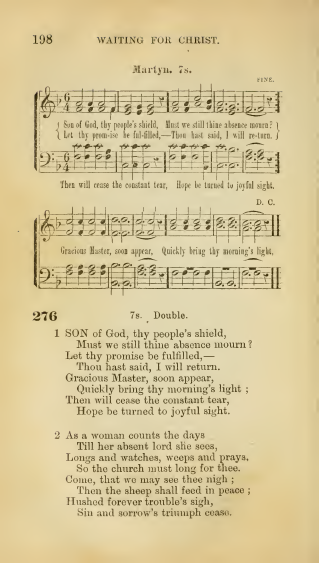 198 WAITING FOR CHRIST.
Martyn. 7s.
FINE.
Son of God, thy people's shield, Must we still thine absence mourn?
Let thy prom-ise be ful-filled,—Thou hast said, I will re-turn.
Then will cease the constant tear, Hope be turned to joyful sight.
D. C.
Gracious Master, soon appear, Quickly bring thy morning's light,
276 7s. Double.
1 SON of God, thy people's shield,
Must we still thine absence mourn?
Let thy promise be fulfilled,—
Thou hast said, I will return.
Gracious Master, soon appear,
Quickly bring thy morning's light;
Then will cease the constant tear,
Hope be turned to joyful sight.
2 As a woman counts the days
Till her absent lord she sees,
Longs and watches, weeps and prays,
So the church must long for thee.
Come, that we may see thee nigh;
Then the sheep shall feed in peace;
Hushed forever trouble's sigh,
Sin and sorrow's triumph cease.